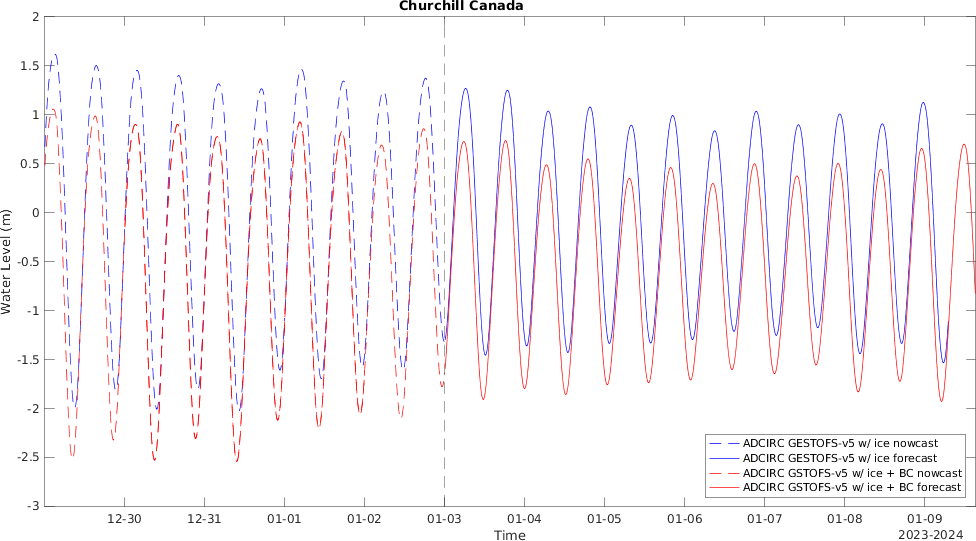 Churchill Canada
2
1.5
1
0.5
0
-0.5
-1
-1.5
-2
-2.5
-3
Water Level (m)
12-30 12-31 01-01 01-02 01-03 01-04 01-05 01-06 01-07 01-08 01-09
Time
2023-2024
ADCIRC GESTOFS-v5 w/ ice nowcast
ADCIRC GESTOFS-v5 w/ ice forecast
ADCIRC GSTOFS-v5 w/ ice + BC nowcast
ADCIRC GSTOFS-v5 w/ ice + BC forecast